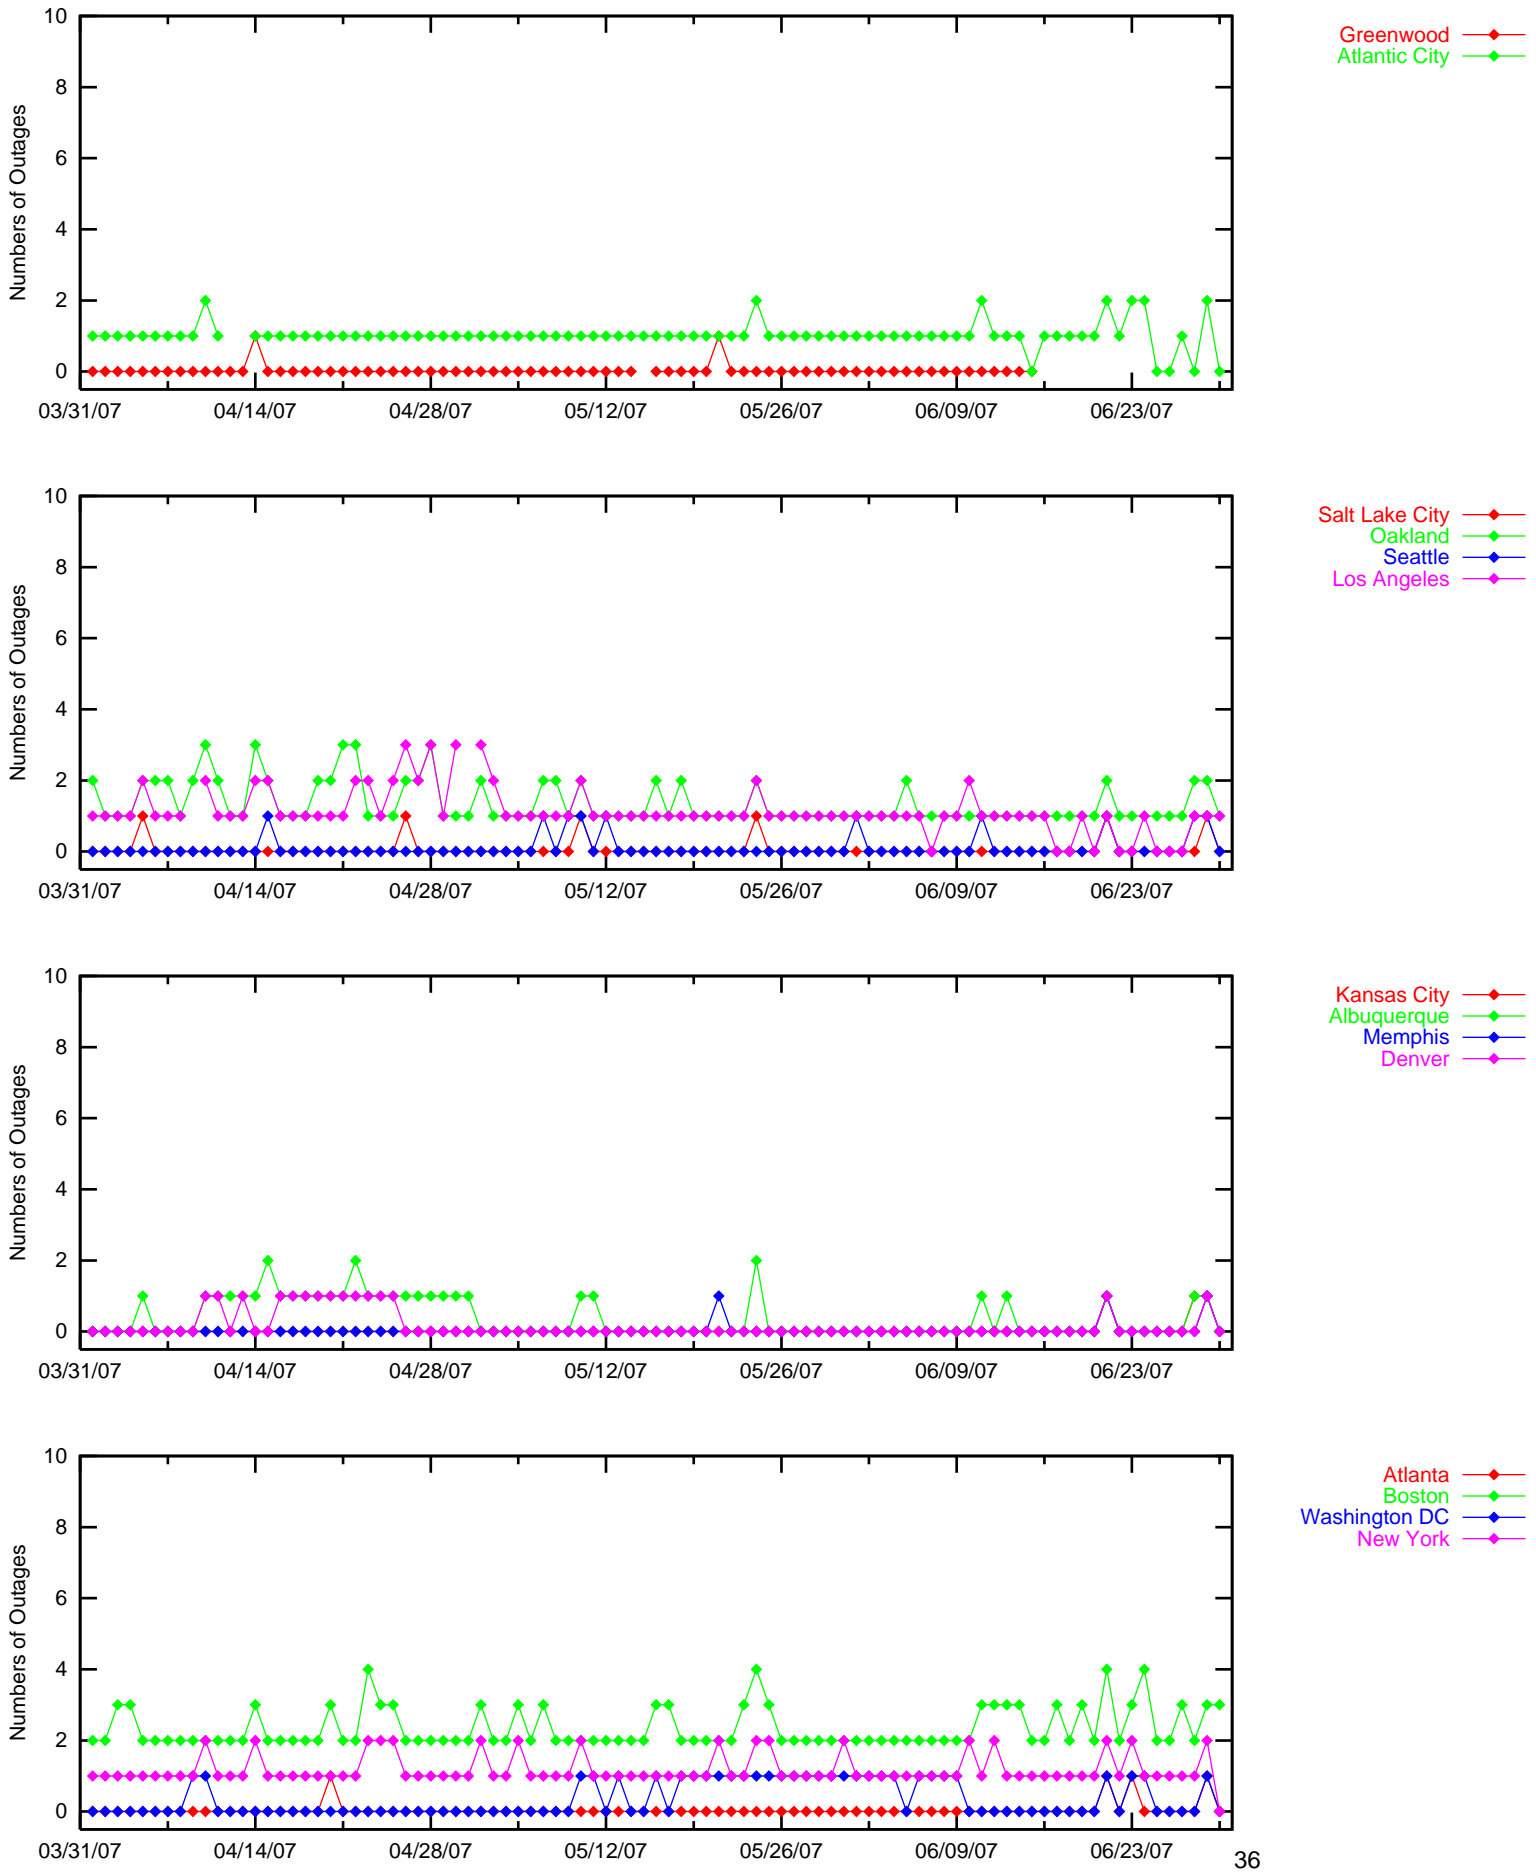 10
8
6
4
2
0
Numbers of Outages
03/31/07 04/14/07 04/28/07 05/12/07 05/26/07 06/09/07 06/23/07
Greenwood
Atlantic City
10
8
6
4
2
0
Numbers of Outages
03/31/07 04/14/07 04/28/07 05/12/07 05/26/07 06/09/07 06/23/07
Salt Lake City
Oakland
Seattle
Los Angeles
10
8
6
4
2
0
Numbers of Outages
03/31/07 04/14/07 04/28/07 05/12/07 05/26/07 06/09/07 06/23/07
Kansas City
Albuquerque
Memphis
Denver
10
8
6
4
2
0
Numbers of Outages
03/31/07 04/14/07 04/28/07 05/12/07 05/26/07 06/09/07 06/23/07
Atlanta
Boston
Washington DC
New York
36